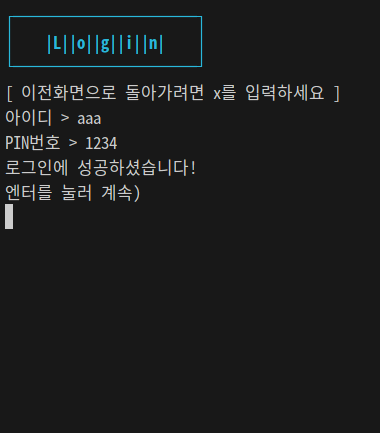 |L||o||g||i||n|
[ 이전화면으로 돌아가려면 x를 입력하세요 ]
아이디 > aaa
PIN번호 > 1234
로그인에 성공하셨습니다!
엔터를 눌러 계속)